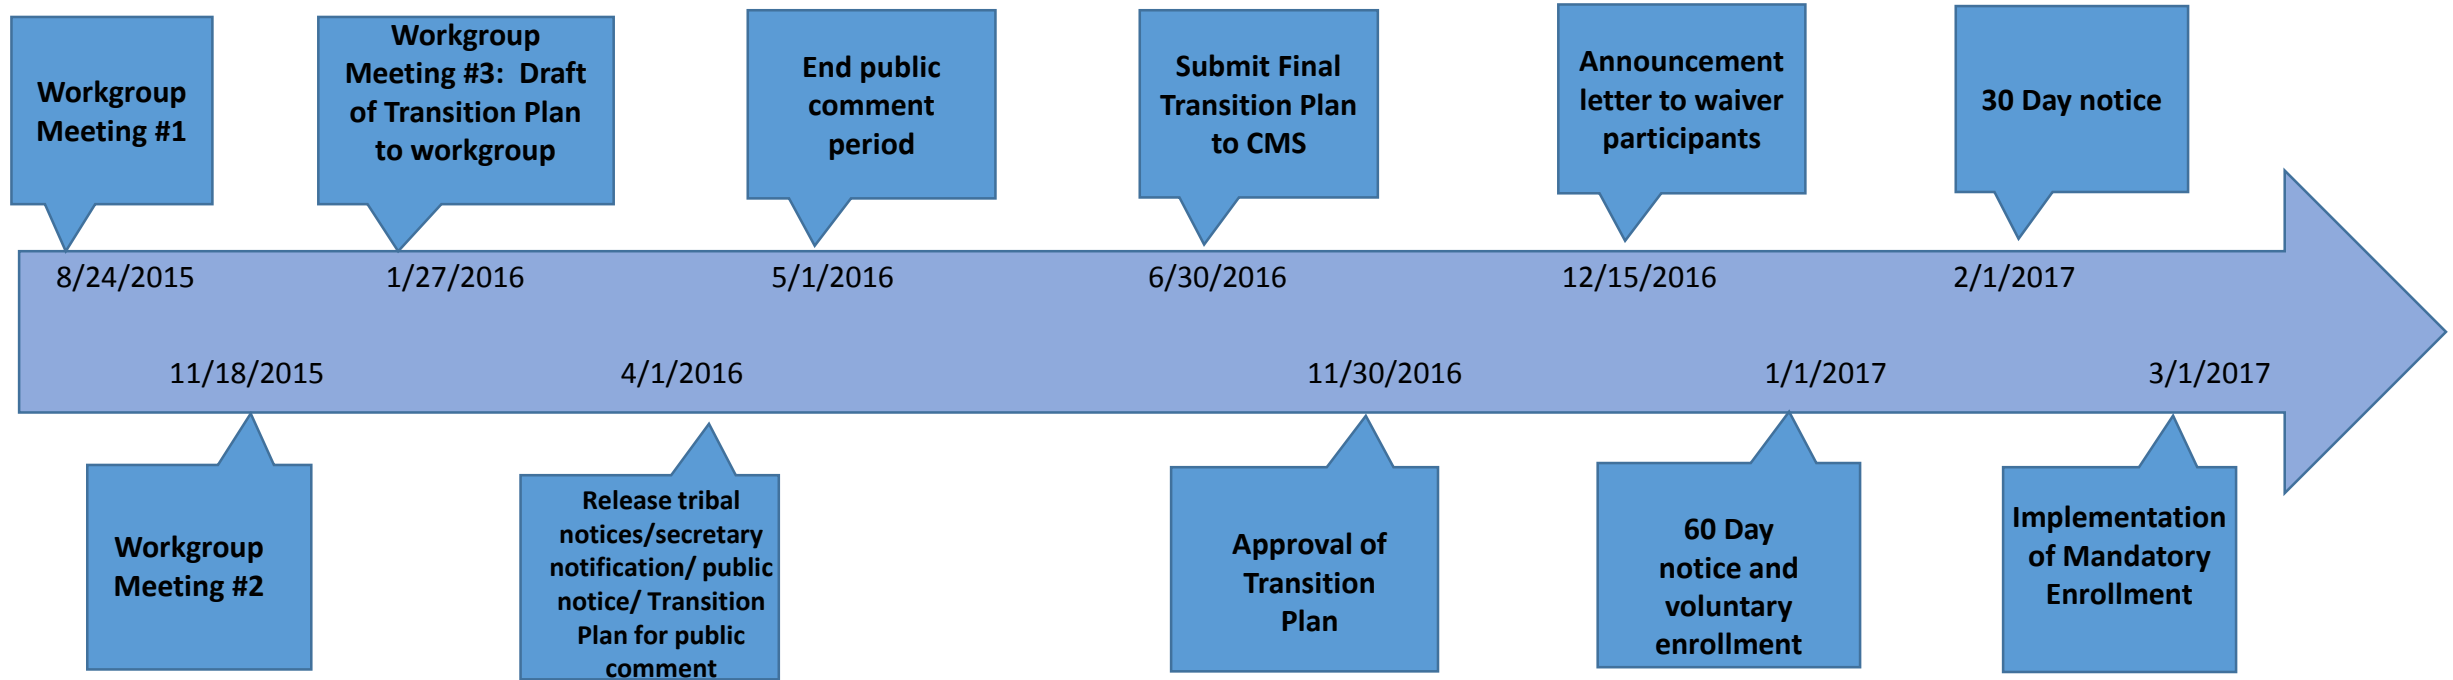 Workgroup
Meeting #1
Workgroup
Meeting #3:  Draft
of Transition Plan
to workgroup
End public
comment
period
Submit Final
Transition Plan
to CMS
Announcement
letter to waiver
participants
30 Day notice
8/24/2015
1/27/2016
5/1/2016
6/30/2016
12/15/2016
2/1/2017
11/18/2015
4/1/2016
11/30/2016
1/1/2017
3/1/2017
Workgroup
Meeting #2
Release tribal
notices/secretary
notification/ public
notice/ Transition
Plan for public
comment
Approval of
Transition
Plan
60 Day
notice and
voluntary
enrollment
Implementation
of Mandatory
Enrollment